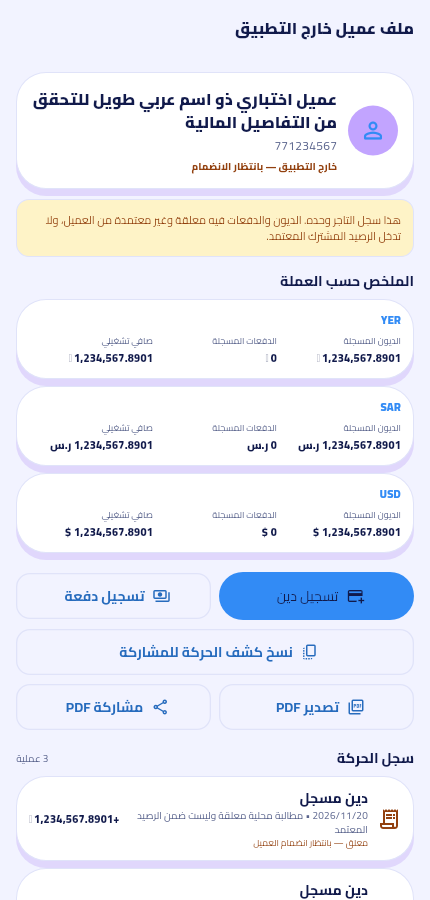 ملف عميل خارج التطبيق
عميل اختباري ذو اسم عربي طويل للتحقق
من التفاصيل المالية
771234567
خارج التطبيق — بانتظار الانضمام
هذا سجل التاجر وحده. الديون والدفعات فيه معلقة وغير معتمدة من العميل، ولا
تدخل الرصيد المشترك المعتمد.
الملخص حسب العملة
YER
الديون المسجلة الدفعات المسجلة صافي تشغيلي
1,234,567.8901 0 1,234,567.8901
SAR
الديون المسجلة الدفعات المسجلة صافي تشغيلي
1,234,567.8901 ر.س 0 ر.س 1,234,567.8901 ر.س
USD
الديون المسجلة الدفعات المسجلة صافي تشغيلي
1,234,567.8901 $ 0 $ 1,234,567.8901 $
تسجيل دين تسجيل دفعة
نسخ كشف الحركة للمشاركة
تصدير PDF مشاركة PDF
سجل الحركة 3 عملية
دين مسجل
2026/11/20 • مطالبة محلية معلقة وليست ضمن الرصيد
المعتمد
+1,234,567.8901
معلق — بانتظار انضمام العميل
دين مسجل